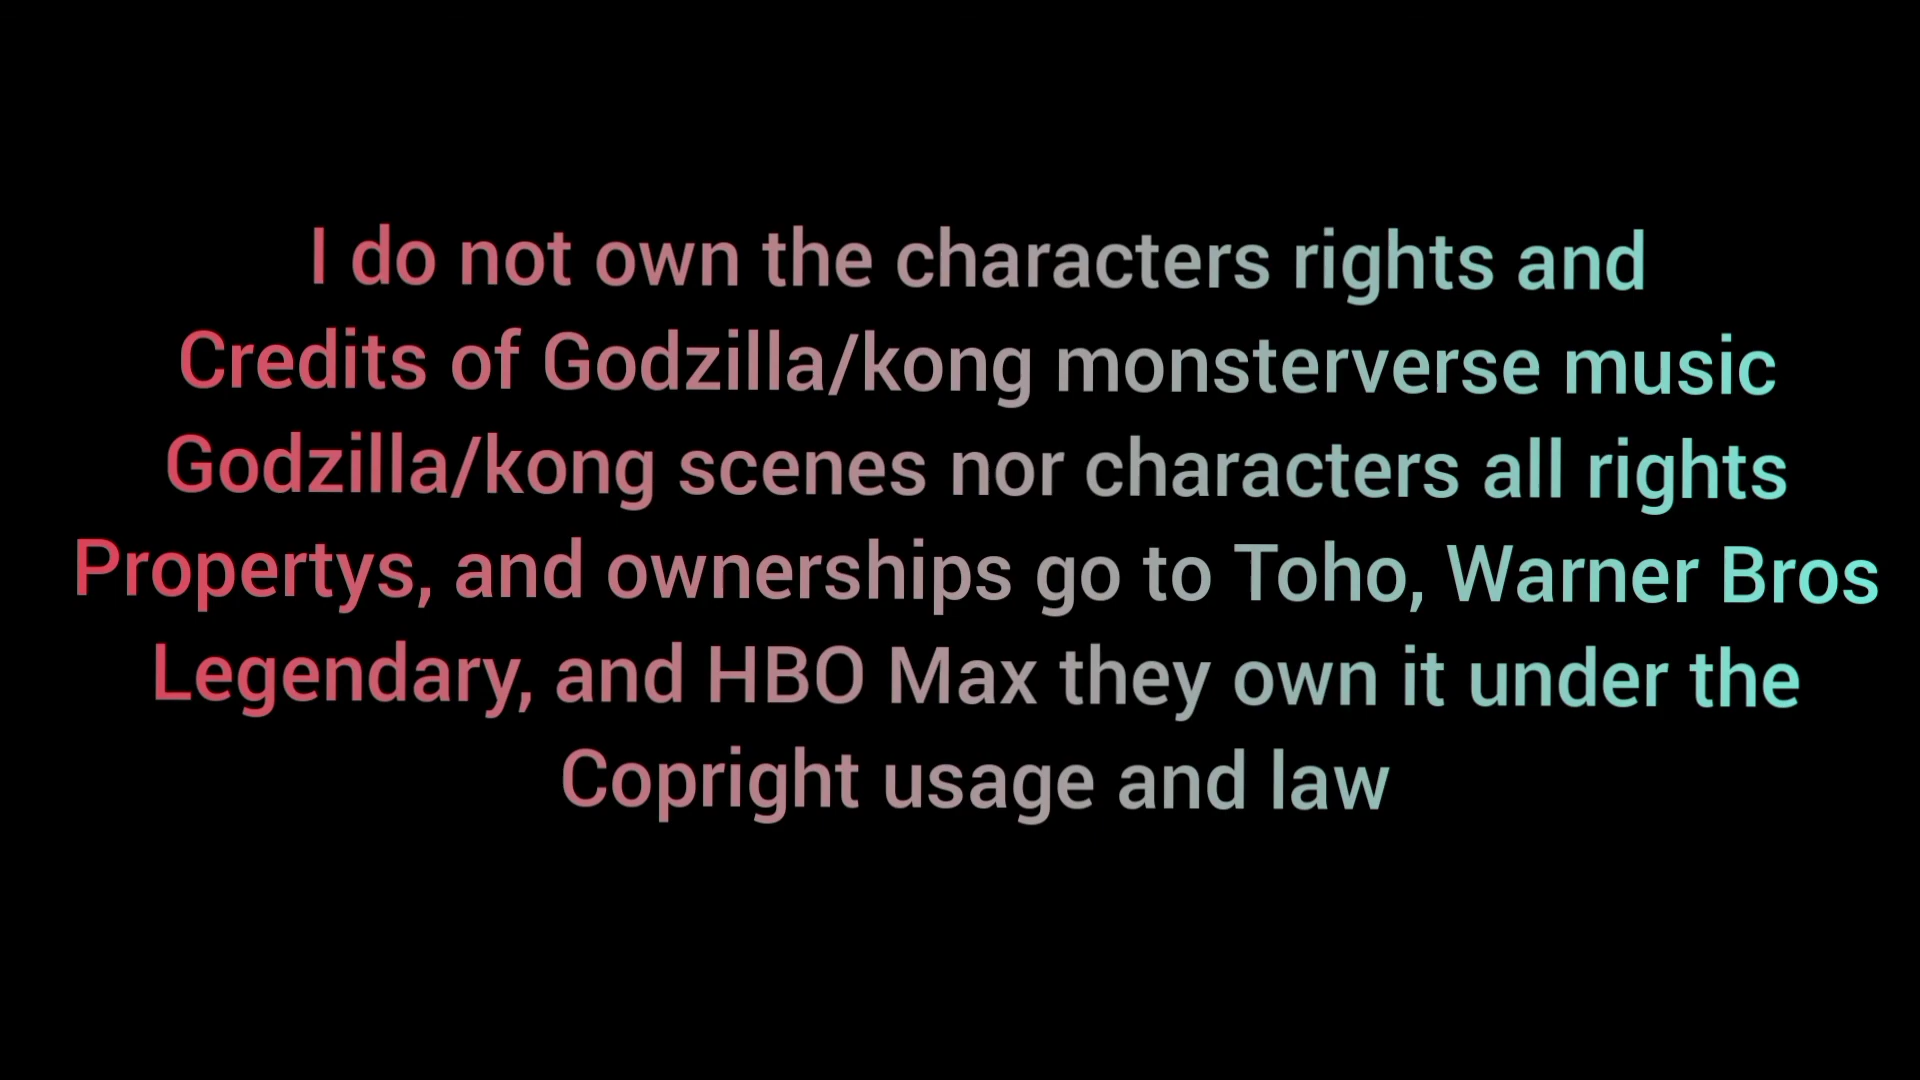 I do not own the characters rights and
Credits of Godzilla/kong monsterverse music
Godzilla/kong scenes nor characters all rights
Propertys, and ownerships go to Toho, Warner Bros
Legendary, and HBO Max they own it under the
Copright usage and law